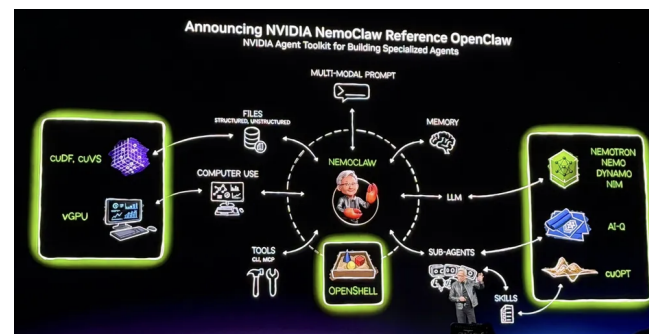 Announcing NVIDIA NemoClaw Reference OpenClaw
NVIDIA Agent Toolkit for Building Specialized Agents
MULTI-MODAL PROMPT
FILES
STRUCTURED, UNSTRUCTURED
MEMORY
cuDF, cuVS
NEMOCLAW
NEMOTRON
NEMO
DYNAMO
NIM
COMPUTER USE
LLM
vGPU
AI-Q
TOOLS
CLI, MCP
SUB-AGENTS
OPENSHELL
cuOPT
SKILLS